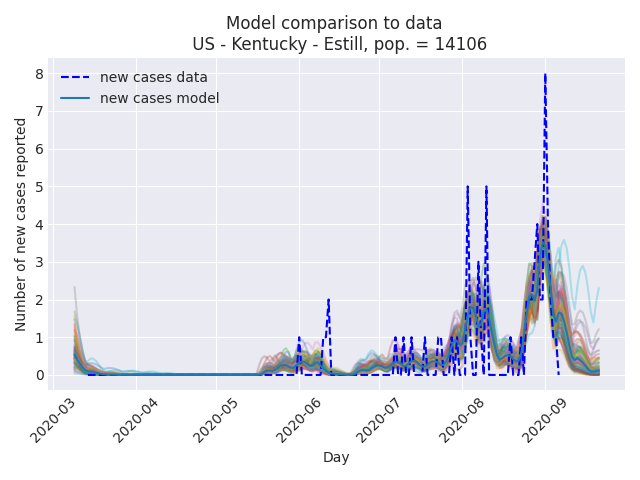 Model comparison to data
US - Kentucky - Estill, pop. = 14106
new cases data
new cases model
Number of new cases reported
8
7
6
5
4
3
2
1
0
2020-03
2020-04
2020-05
2020-06
2020-07
2020-08
2020-09
Day